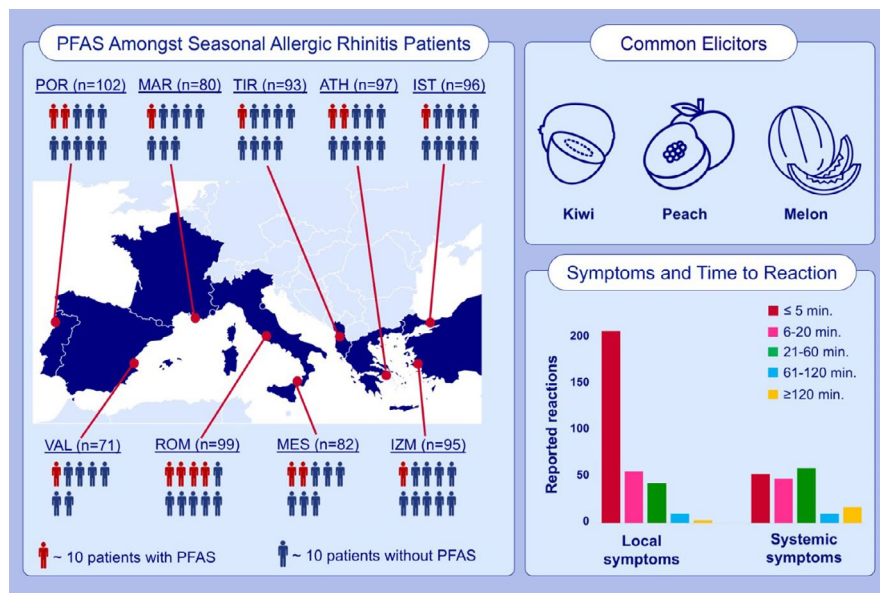 PFAS Amongst Seasonal Allergic Rhinitis Patients
POR (n=102) MAR (n=80) TIR (n=93) ATH (n=97) IST (n=96)
VAL (n=71) ROM (n=99) MES (n=82) IZM (n=95)
~ 10 patients with PFAS ~ 10 patients without PFAS
Common Elicitors
Kiwi Peach Melon
Symptoms and Time to Reaction
≤ 5 min.
6-20 min.
21-60 min.
61-120 min.
≥120 min.
Reported reactions
200
150
100
50
0
Local
symptoms
Systemic
symptoms